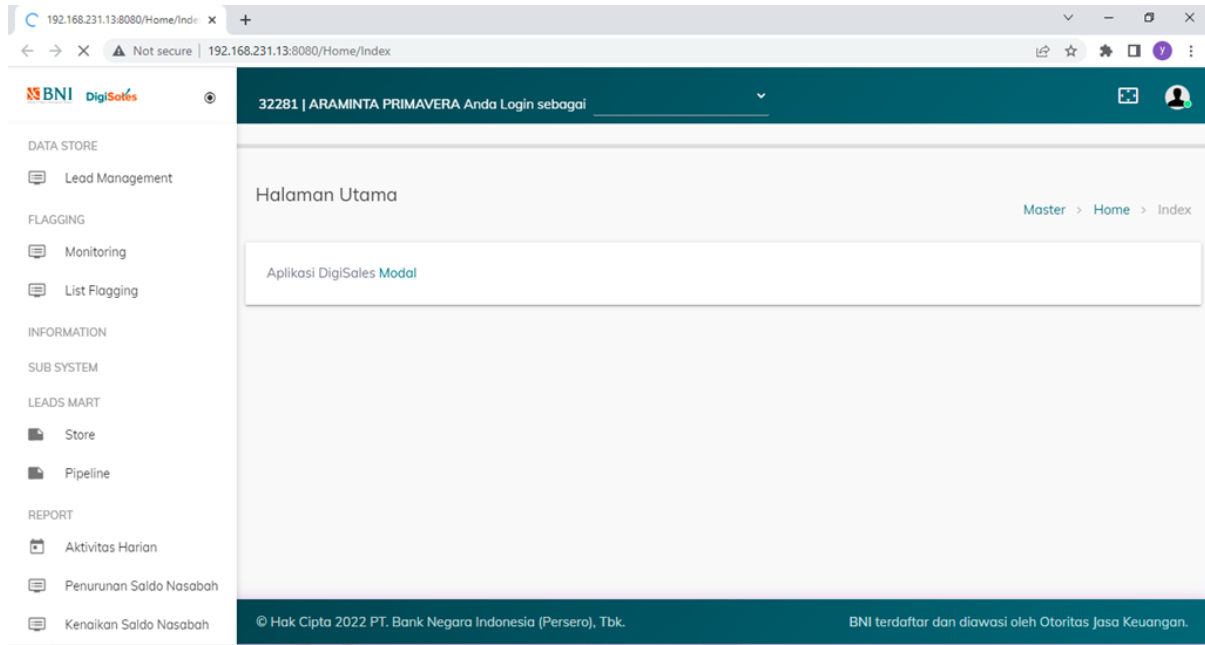 192.168.231.13:8080/Home/Inde
Not secure | 192.168.231.13:8080/Home/Index
y
BNI DigiSales
32281 | ARAMINTA PRIMAVERA Anda Login sebagai
DATA STORE
Lead Management
FLAGGING
Monitoring
List Flagging
INFORMATION
SUB SYSTEM
LEADS MART
Store
Pipeline
REPORT
Aktivitas Harian
Penurunan Saldo Nasabah
Kenaikan Saldo Nasabah
Halaman Utama
Master > Home > Index
Aplikasi DigiSales Modal
© Hak Cipta 2022 PT. Bank Negara Indonesia (Persero), Tbk.
BNI terdaftar dan diawasi oleh Otoritas Jasa Keuangan.